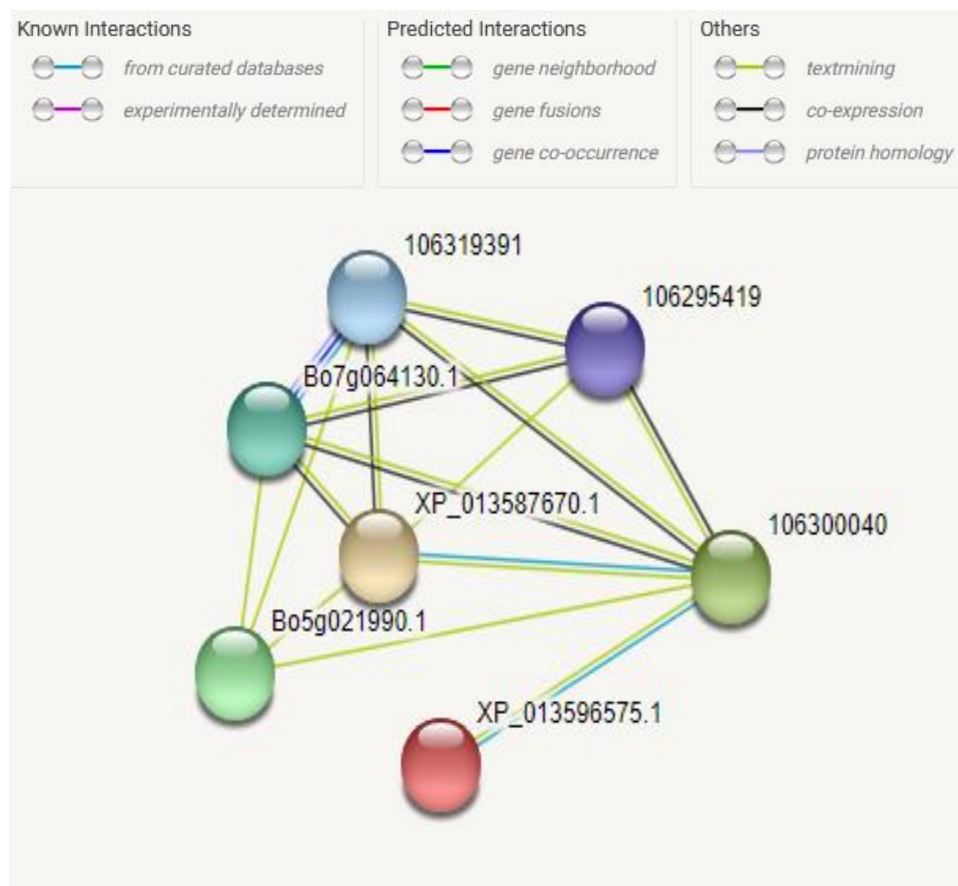 Known Interactions
from curated databases
experimentally determined
Predicted Interactions
gene neighborhood
gene fusions
gene co-occurrence
Others
textmining
co-expression
protein homology
106319391
106295419
Bo7g064130.1
XP_013587670.1
106300040
Bo5g021990.1
XP_013596575.1